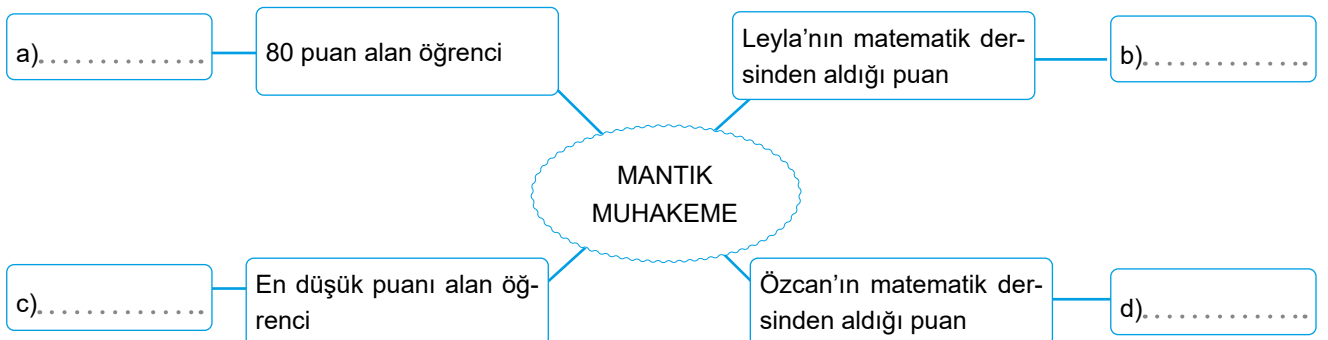 a)..............
80 puan alan öğrenci
Leyla’nın matematik der-
sinden aldığı puan
b)..............
MANTIK
MUHAKEME
c)..............
En düşük puanı alan öğ-
renci
Özcan’ın matematik der-
sinden aldığı puan
d)..............